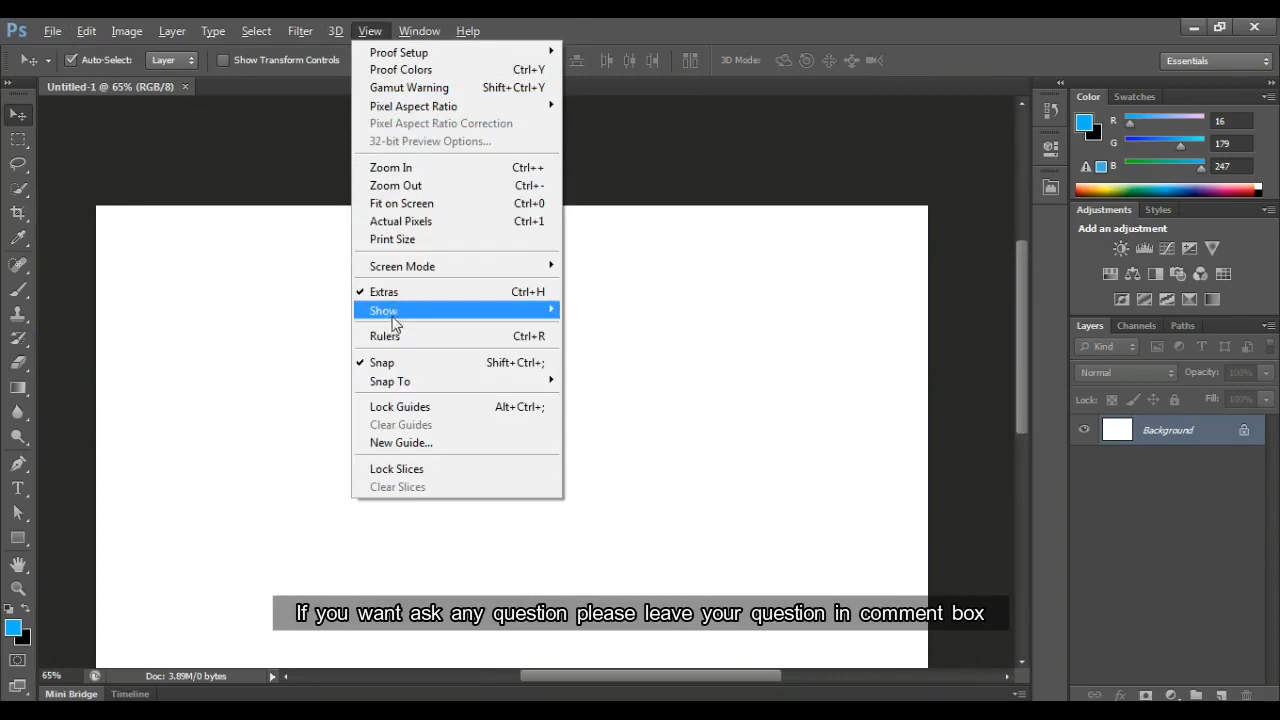 Ps File Edit Image Layer Type Select Filter 3D View Window Help
Auto-Select: Layer Show Transform Controls 3D Mode: Essentials
Untitled-1 @ 65% (RGB/8) ×
Proof Setup
Proof Colors Ctrl+Y
Gamut Warning Shift+Ctrl+Y
Pixel Aspect Ratio
Pixel Aspect Ratio Correction
32-bit Preview Options...
Zoom In Ctrl++
Zoom Out Ctrl+-
Fit on Screen Ctrl+0
Actual Pixels Ctrl+1
Print Size
Screen Mode
Extras Ctrl+H
Show
Rulers Ctrl+R
Snap Shift+Ctrl+;
Snap To
Lock Guides Alt+Ctrl+;
Clear Guides
New Guide...
Lock Slices
Clear Slices
Color Swatches
R 16
G 179
B 247
Adjustments Styles
Add an adjustment
Layers Channels Paths
Kind
Normal Opacity: 100%
Lock: Fill: 100%
Background
If you want ask any question please leave your question in comment box
65% Doc: 3.89M/0 bytes
Mini Bridge Timeline